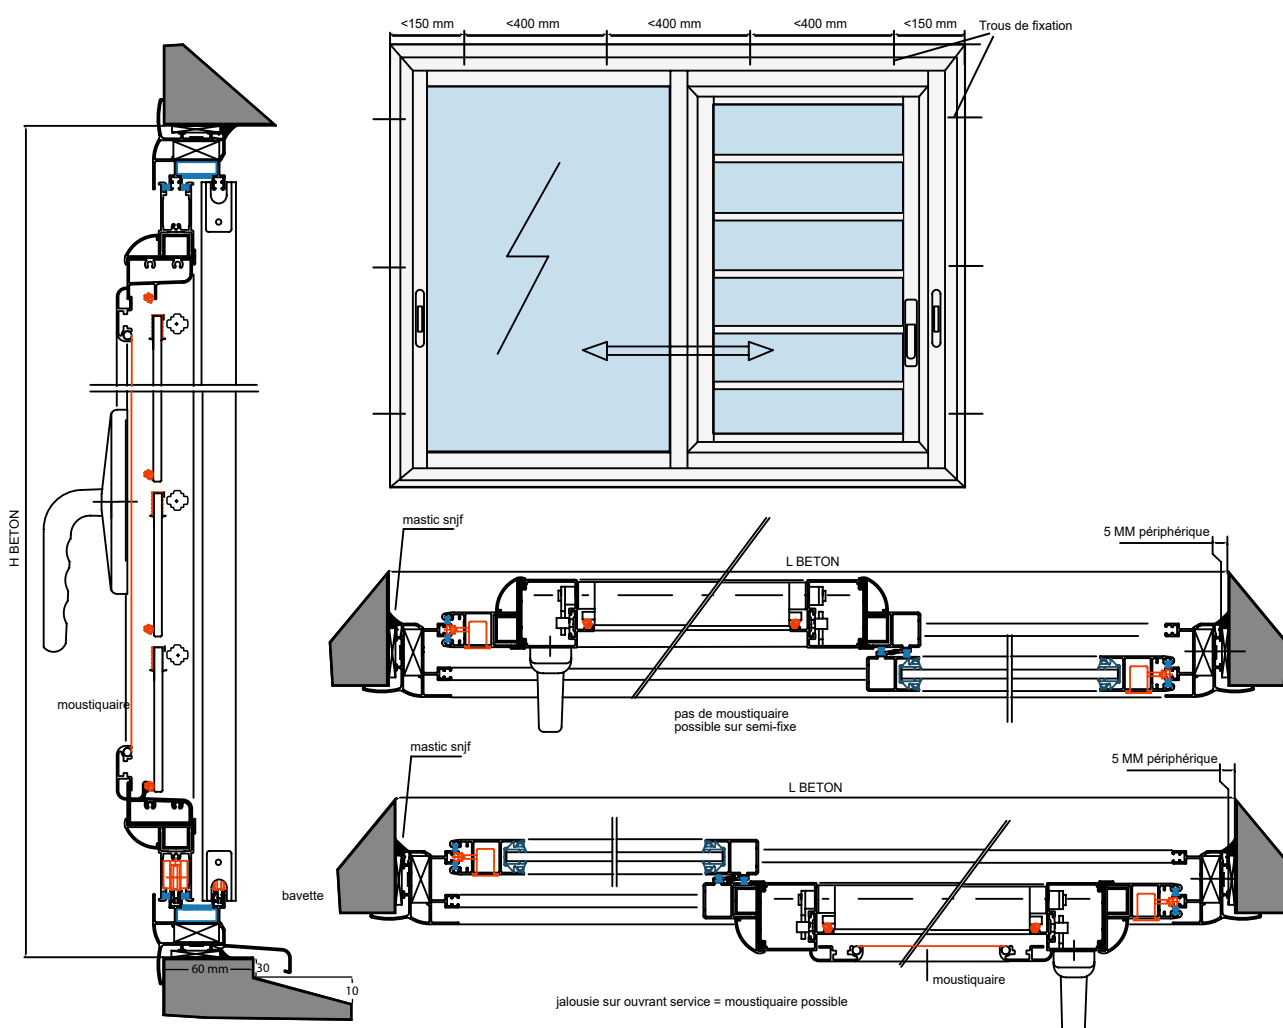 <150 mm <400 mm <400 mm <400 mm <150 mm
Trous de fixation
H BETON
mastic snjf
5 MM périphérique
L BETON
moustiquaire
pas de moustiquaire
possible sur semi-fixe
mastic snjf
5 MM périphérique
L BETON
bavette
60 mm
30
10
moustiquaire
jalousie sur ouvrant service = moustiquaire possible